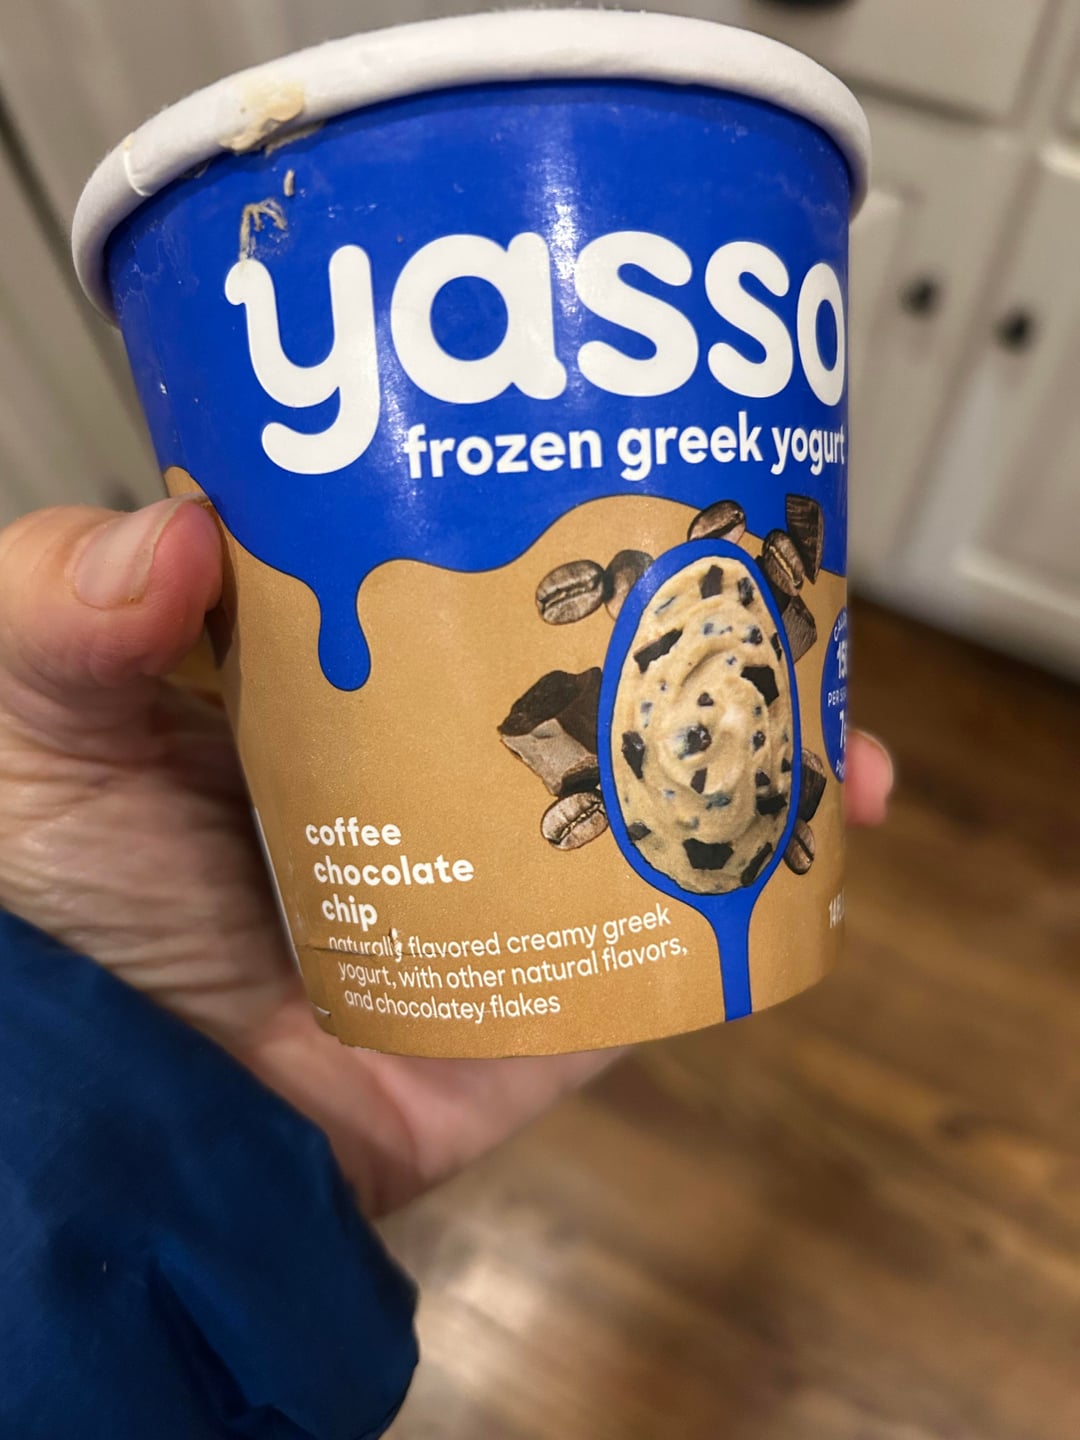 yasso
frozen greek yogurt
coffee
chocolate
chip
naturally flavored creamy greek
yogurt, with other natural flavors,
and chocolatey flakes
PER